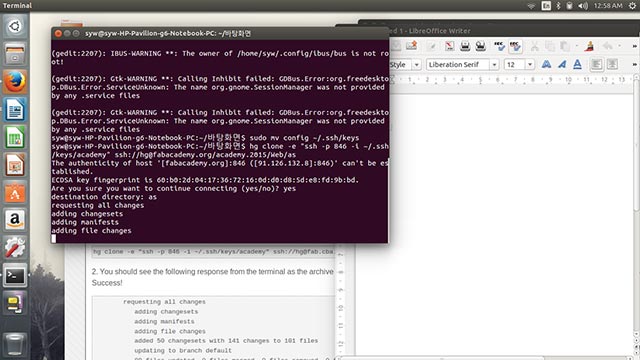 Terminal
En
12:58 AM
syw@syw-HP-Pavilion-g6-Notebook-PC: ~/바탕화면
(gedit:2207): IBUS-WARNING **: The owner of /home/syw/.config/ibus/bus is not ro
ot!
(gedit:2207): Gtk-WARNING **: Calling Inhibit failed: GDBus.Error:org.freedeskto
p.DBus.Error.ServiceUnknown: The name org.gnome.SessionManager was not provided
by any .service files
(gedit:2207): Gtk-WARNING **: Calling Inhibit failed: GDBus.Error:org.freedeskto
p.DBus.Error.ServiceUnknown: The name org.gnome.SessionManager was not provided
by any .service files
syw@syw-HP-Pavilion-g6-Notebook-PC:~/바탕화면$ sudo mv config ~/.ssh/keys
syw@syw-HP-Pavilion-g6-Notebook-PC:~/바탕화면$ hg clone -e "ssh -p 846 -i ~/.ssh
/keys/academy" ssh://hg@fabacademy.org/academy.2015/Web/as
The authenticity of host '[fabacademy.org]:846 ([91.126.132.8]:846)' can't be es
tablished.
ECDSA key fingerprint is 60:b0:2d:04:17:36:72:16:0d:d0:d8:5d:e8:fd:9b:bd.
Are you sure you want to continue connecting (yes/no)? yes
destination directory: as
requesting all changes
adding changesets
adding manifests
adding file changes
hg clone -e "ssh -p 846 -i ~/.ssh/keys/academy" ssh://hg@fab.cba
2. You should see the following response from the terminal as the archive
Success!
requesting all changes
adding changesets
adding manifests
adding file changes
added 50 changesets with 141 changes to 101 files
updating to branch default
1 - LibreOffice Writer
Style
Liberation Serif
12